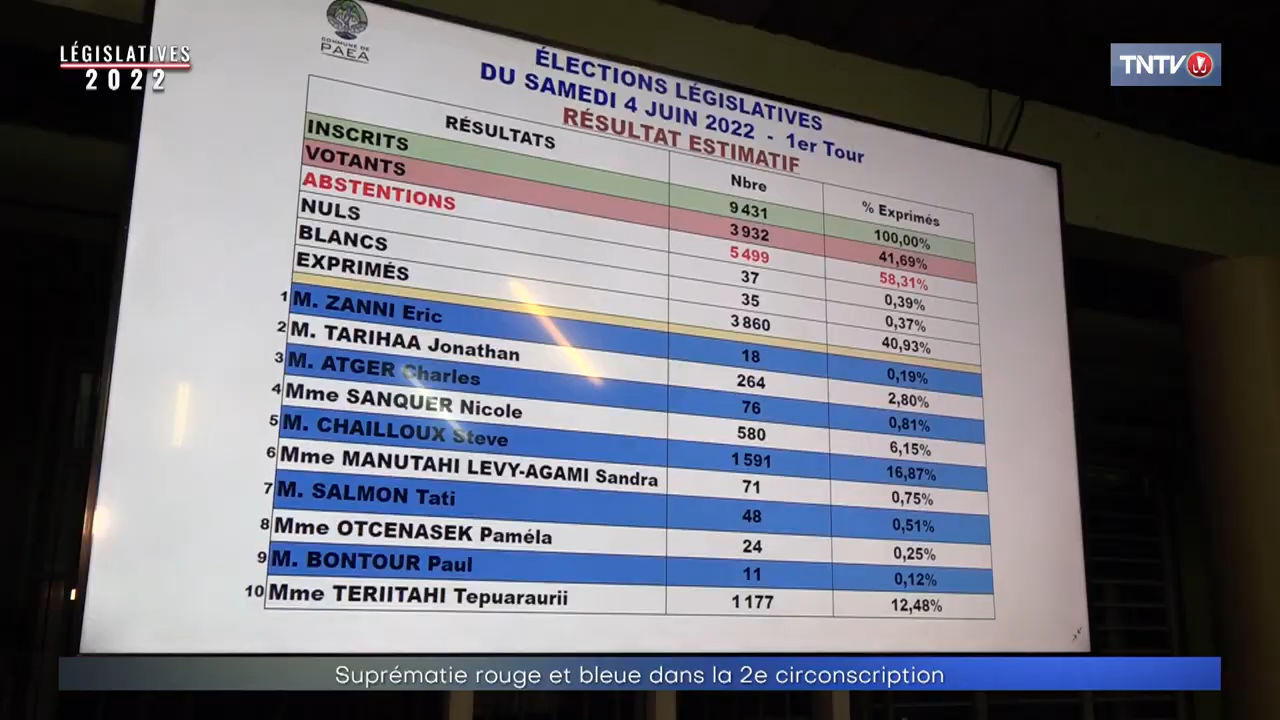 LÉGISLATIVES
2022
COMMUNE DE
PAEA
TNTV
ÉLECTIONS LÉGISLATIVES
DU SAMEDI 4 JUIN 2022 - 1er Tour
RÉSULTAT ESTIMATIF
RÉSULTATS Nbre % Exprimés
INSCRITS 9 431 100,00%
VOTANTS 3 932 41,69%
ABSTENTIONS 5 499 58,31%
NULS 37 0,39%
BLANCS 35 0,37%
EXPRIMÉS 3 860 40,93%
1 M. ZANNI Eric 18 0,19%
2 M. TARIHAA Jonathan 264 2,80%
3 M. ATGER Charles 76 0,81%
4 Mme SANQUER Nicole 580 6,15%
5 M. CHAILLOUX Steve 1 591 16,87%
6 Mme MANUTAHI LEVY-AGAMI Sandra 71 0,75%
7 M. SALMON Tati 48 0,51%
8 Mme OTCENASEK Paméla 24 0,25%
9 M. BONTOUR Paul 11 0,12%
10 Mme TERIITAHI Tepuaraurii 1 177 12,48%
Suprématie rouge et bleue dans la 2e circonscription